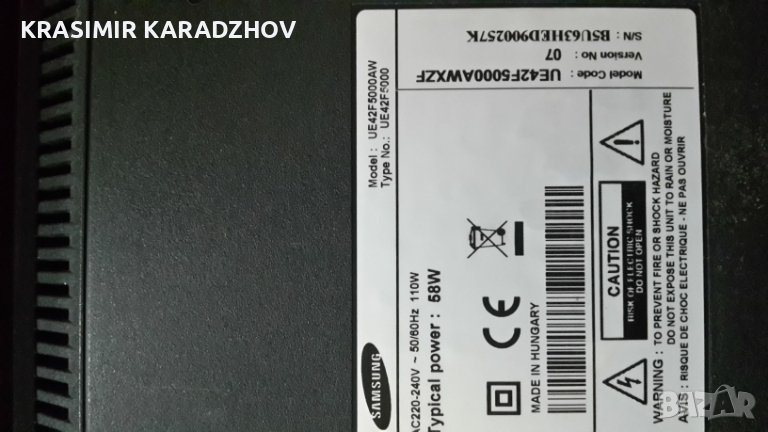 KRASIMIR KARADZHOV
SAMSUNG
Model : UE42F5000AW
Type No.: UE42F5000
AC220-240V ~ 50/60Hz 110W
Typical power : 58W
MADE IN HUNGARY
CE
Model Code : UE42F5000AWXZF
Version No : 07
S/N : B5U63HED900257K
CAUTION
RISK OF ELECTRIC SHOCK
DO NOT OPEN
WARNING : TO PREVENT FIRE OR SHOCK HAZARD
DO NOT EXPOSE THIS UNIT TO RAIN OR MOISTURE
AVIS : RISQUE DE CHOC ELECTRIQUE - NE PAS OUVRIR
BAZAR